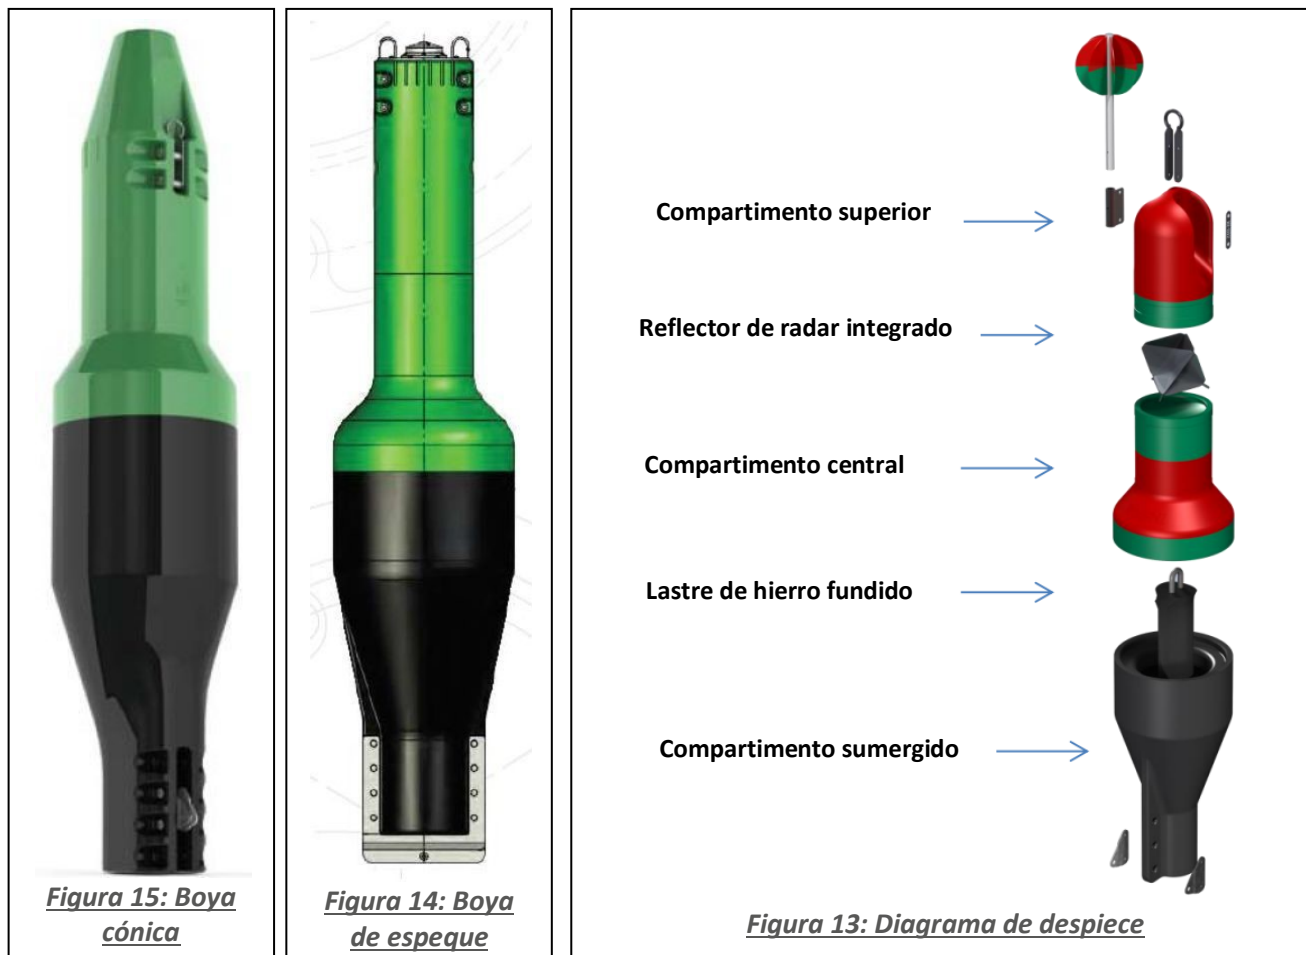 Figura 15: Boya
cónica
Figura 14: Boya
de espeque
Compartimento superior
Reflector de radar integrado
Compartimento central
Lastre de hierro fundido
Compartimento sumergido
Figura 13: Diagrama de despiece